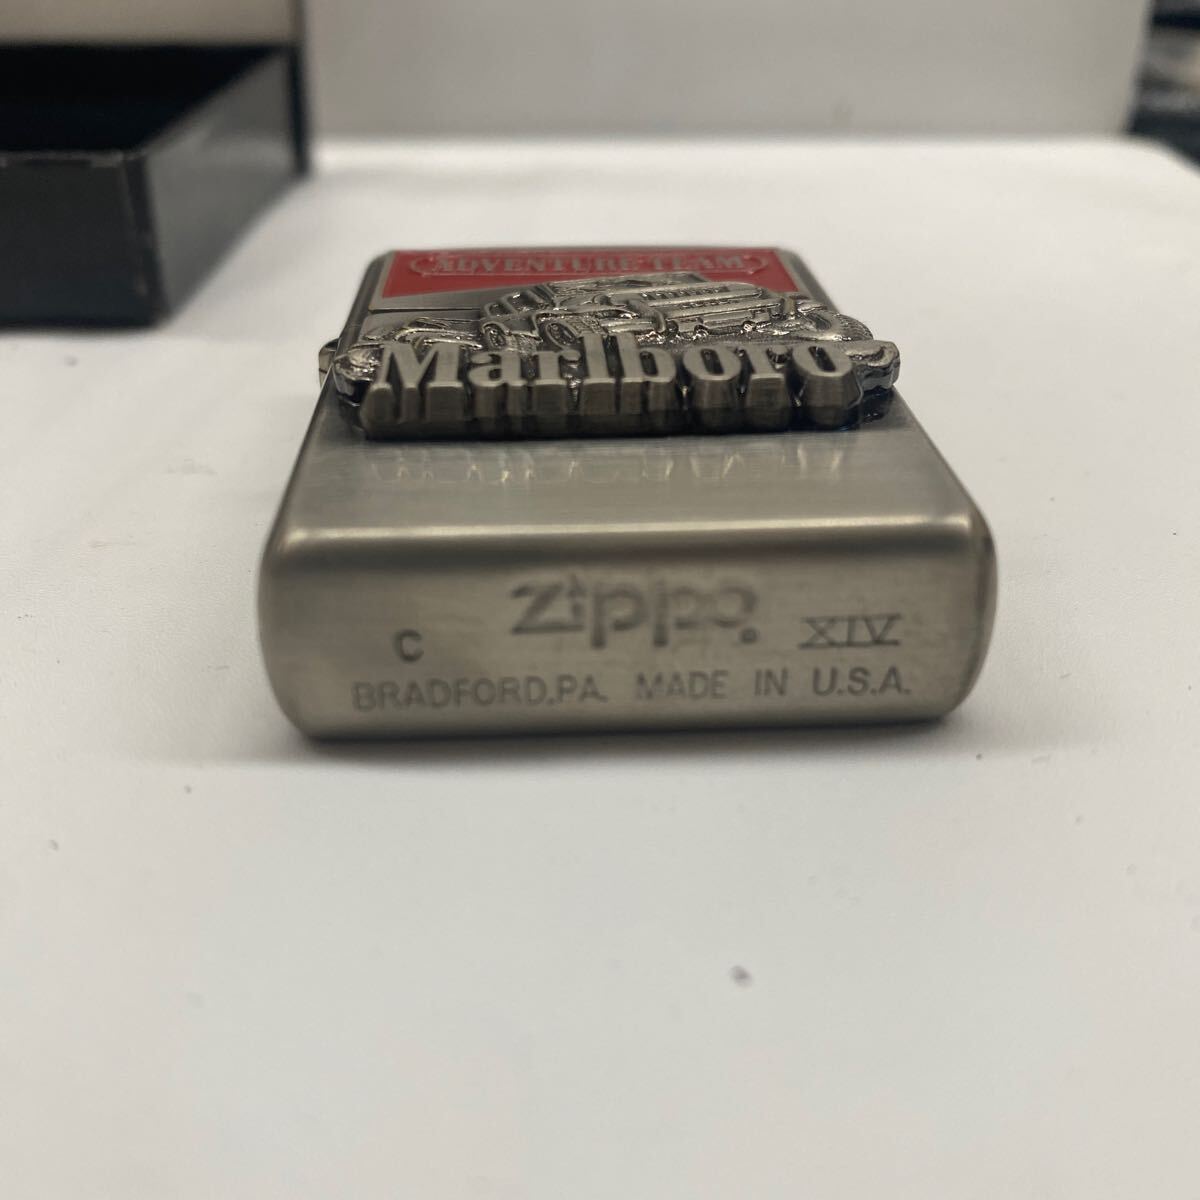 ADVENTURE TEAM
Marlboro
Zippo
C XIV
BRADFORD,PA. MADE IN U.S.A.